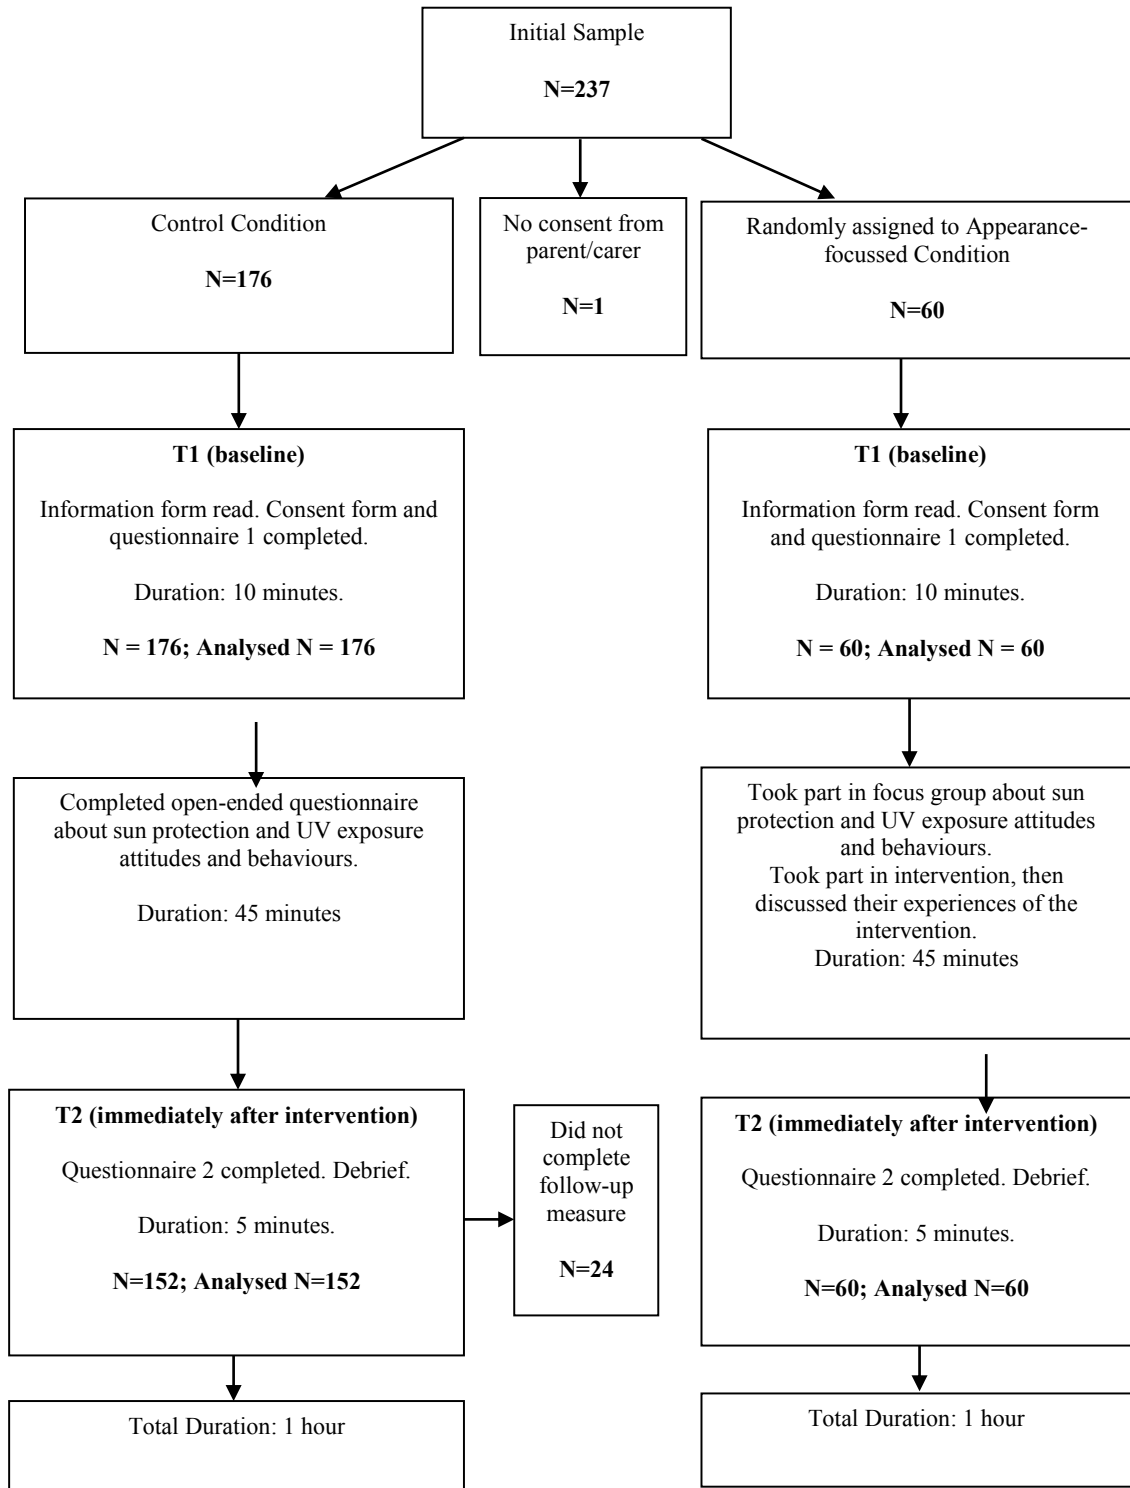 Initial Sample
N=237
Control Condition
N=176
No consent from
parent/carer
N=1
Randomly assigned to Appearance-
focussed Condition
N=60
T1 (baseline)
Information form read. Consent form and
questionnaire 1 completed.
Duration: 10 minutes.
N = 176; Analysed N = 176
T1 (baseline)
Information form read. Consent form
and questionnaire 1 completed.
Duration: 10 minutes.
N = 60; Analysed N = 60
Completed open-ended questionnaire
about sun protection and UV exposure
attitudes and behaviours.
Duration: 45 minutes
Took part in focus group about sun
protection and UV exposure attitudes
and behaviours.
Took part in intervention, then
discussed their experiences of the
intervention.
Duration: 45 minutes
T2 (immediately after intervention)
Questionnaire 2 completed. Debrief.
Duration: 5 minutes.
N=152; Analysed N=152
Did not
complete
follow-up
measure
N=24
T2 (immediately after intervention)
Questionnaire 2 completed. Debrief.
Duration: 5 minutes.
N=60; Analysed N=60
Total Duration: 1 hour
Total Duration: 1 hour